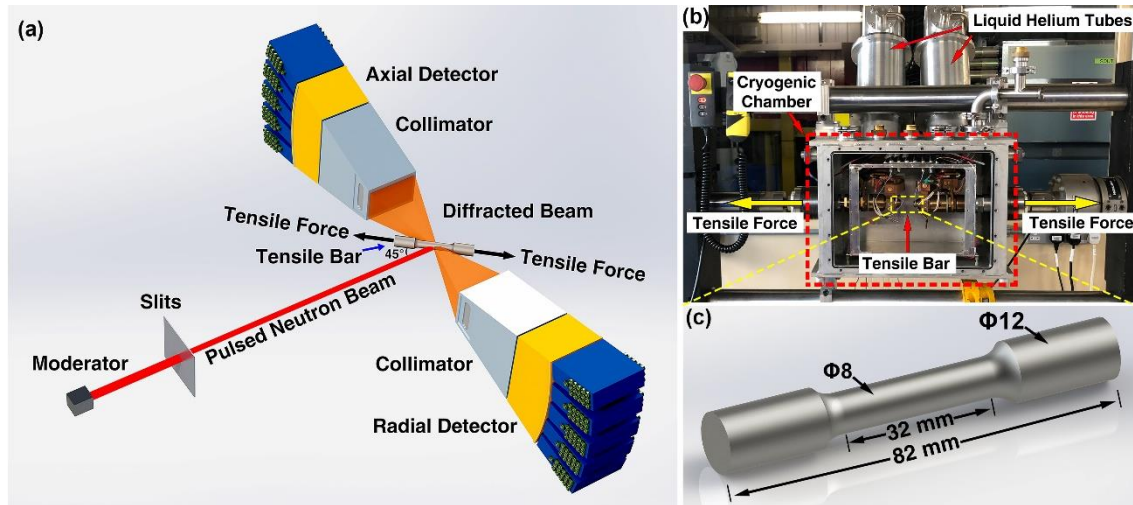 (a)
Axial Detector
Collimator
Diffracted Beam
Tensile Force
Tensile Bar
45°
Tensile Force
Slits
Pulsed Neutron Beam
Moderator
Collimator
Radial Detector
(b)
Liquid Helium Tubes
Cryogenic
Chamber
Tensile Force
Tensile Force
Tensile Bar
(c)
Φ12
Φ8
32 mm
82 mm